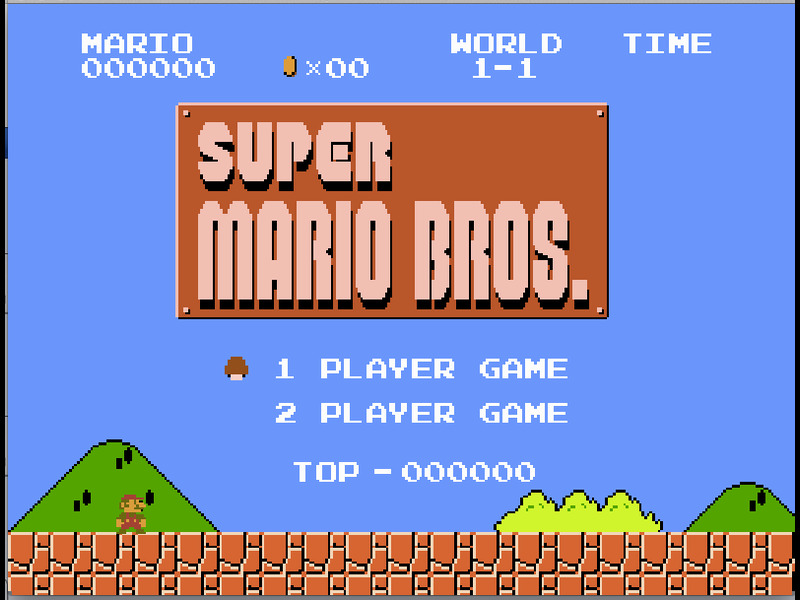 MARIO WORLD TIME
000000 ×00 1-1
SUPER
MARIO BROS.
1 PLAYER GAME
2 PLAYER GAME
TOP - 000000